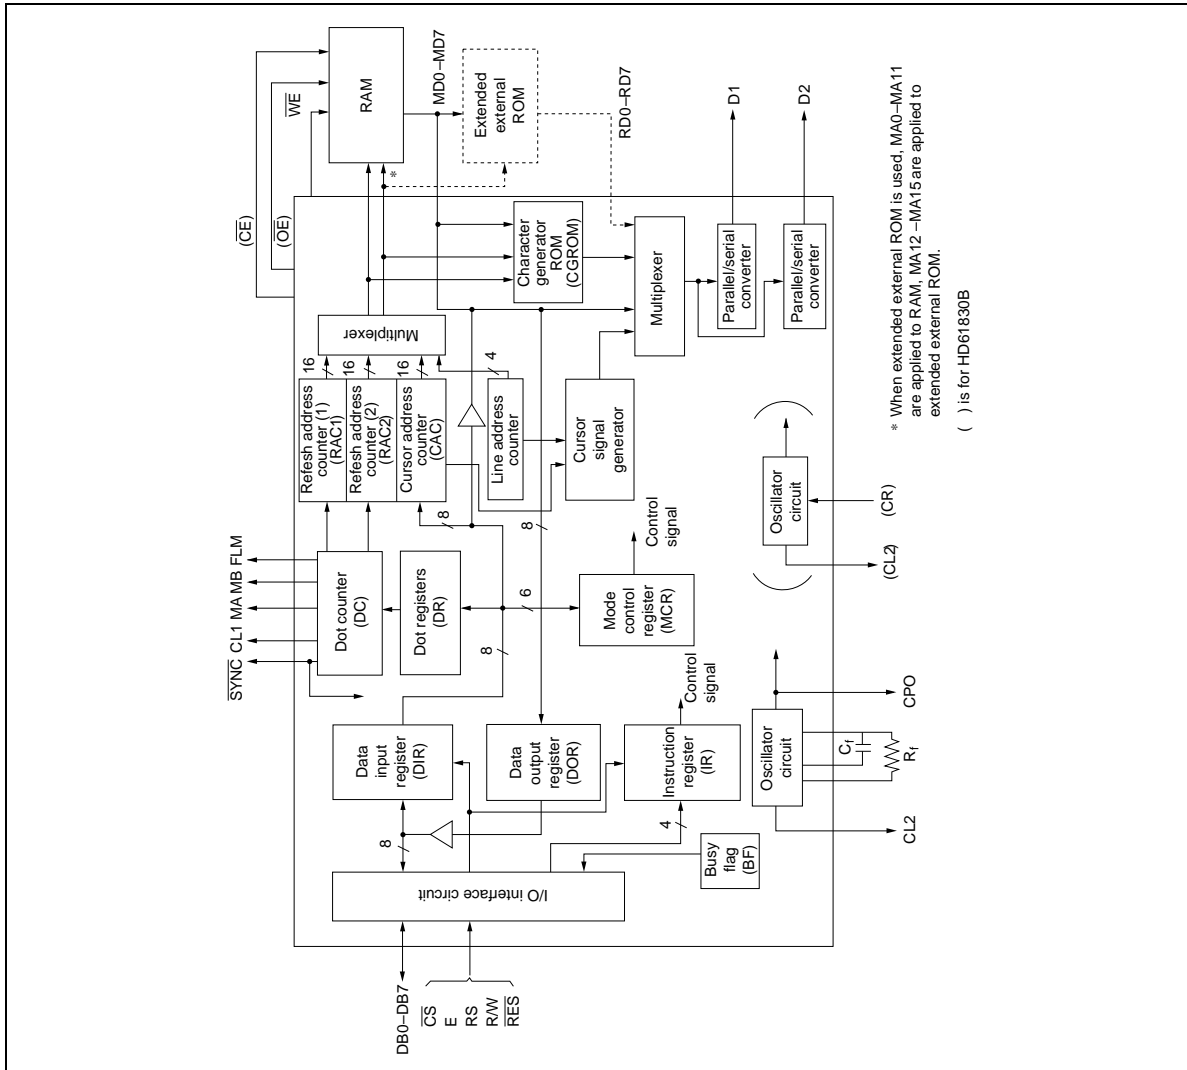 (CE)
(OE)
WE
RAM
MD0–MD7
Extended
external
ROM
RD0–RD7
*
D1
D2
Multiplexer
Character
generator
ROM
(CGROM)
Multiplexer
Parallel/serial
converter
Parallel/serial
converter
16
16
16
4
Refesh address
counter (1)
(RAC1)
Refesh address
counter (2)
(RAC2)
Cursor address
counter
(CAC)
Line address
counter
Cursor
signal
generator
8
8
SYNC CL1 MA MB FLM
Dot counter
(DC)
Dot registers
(DR)
8
6
Mode
control
register
(MCR)
Control
signal
Oscillator
circuit
(CR)
(CL2)
Data
input
register
(DIR)
Data
output
register
(DOR)
Instruction
register
(IR)
Control
signal
8
4
I/O interface circuit
Busy
flag
(BF)
Oscillator
circuit
Cf
Rf
CPO
CL2
DB0–DB7
CS
E
RS
R/W
RES
* When extended external ROM is used, MA0–MA11
are applied to RAM, MA12 –MA15 are applied to
extended external ROM.
( ) is for HD61830B